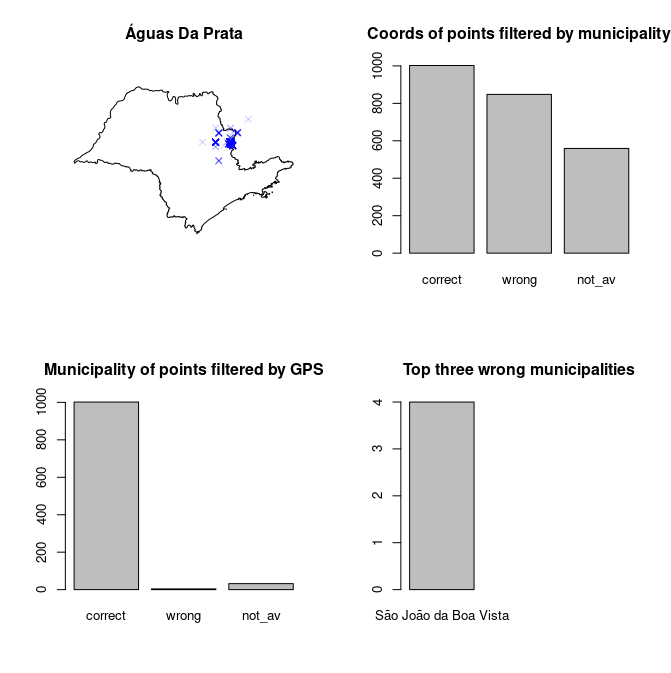 Águas Da Prata
Coords of points filtered by municipality
1000
800
600
400
200
0
correct wrong not_av
Municipality of points filtered by GPS
1000
800
600
400
200
0
correct wrong not_av
Top three wrong municipalities
4
3
2
1
0
São João da Boa Vista